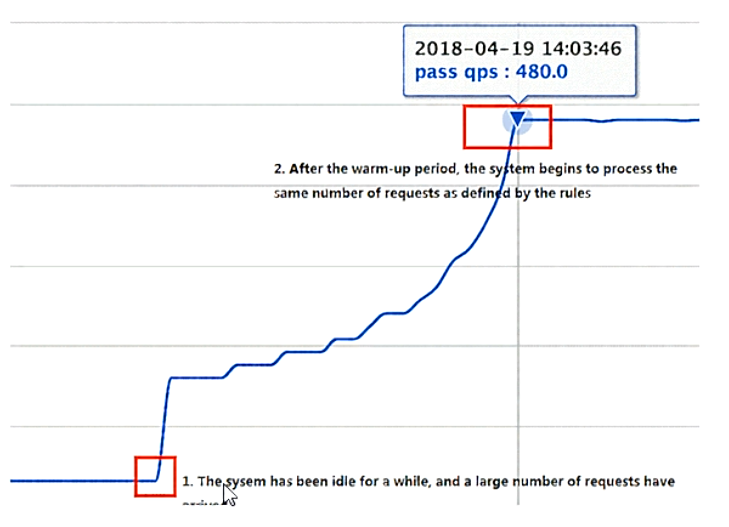 2018-04-19 14:03:46
pass qps : 480.0
2. After the warm-up period, the system begins to process the
same number of requests as defined by the rules
1. The sysem has been idle for a while, and a large number of requests have